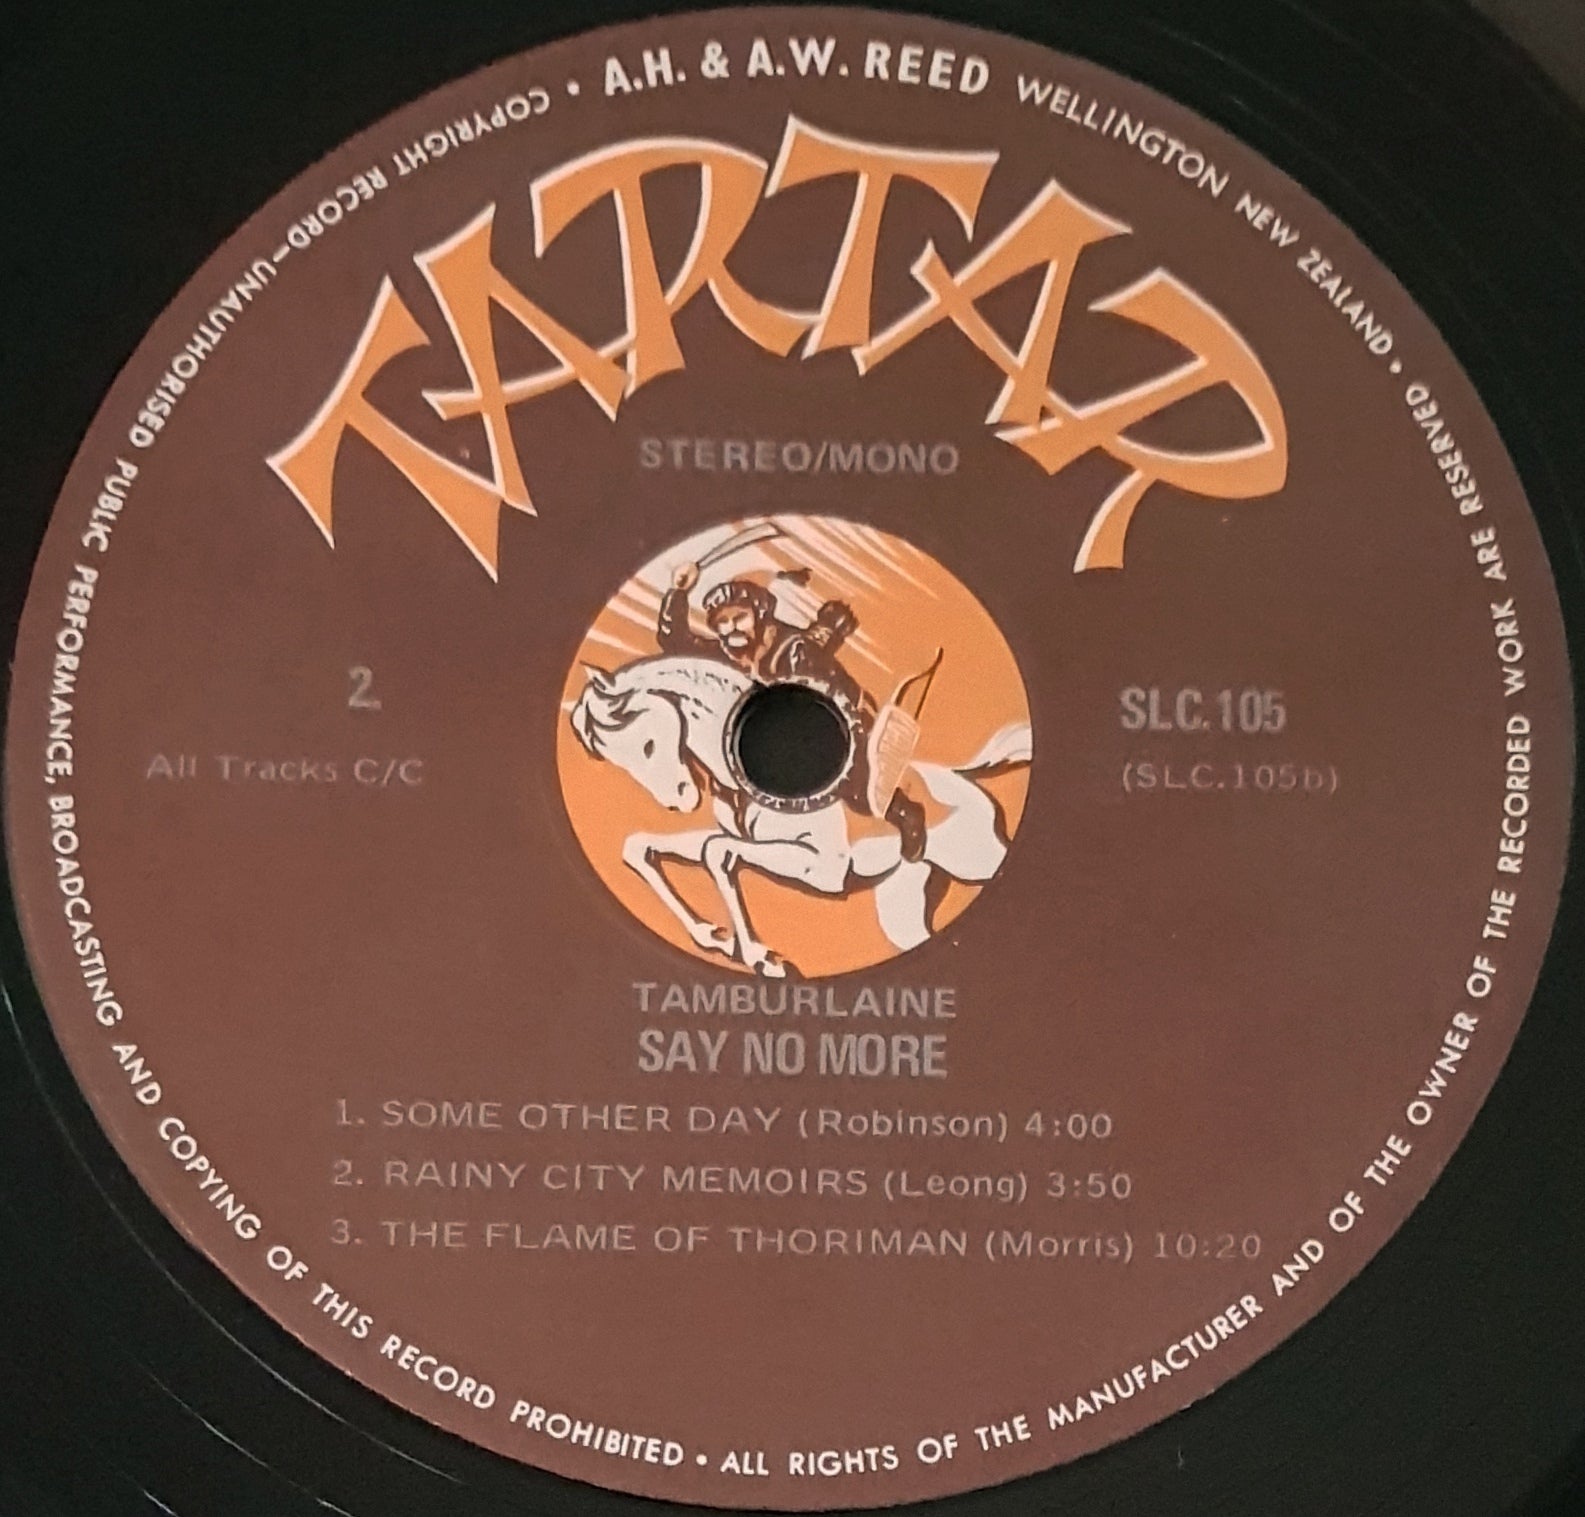 COPYRIGHT RECORD—UNAUTHORISED PUBLIC PERFORMANCE, BROADCASTING AND COPYING OF THIS RECORD PROHIBITED • ALL RIGHTS OF THE MANUFACTURER AND OF THE OWNER OF THE RECORDED WORK ARE RESERVED •
A.H. & A.W. REED WELLINGTON NEW ZEALAND •
TARTAR
STEREO/MONO
2.
All Tracks C/C
SLC.105
(SLC.105b)
TAMBURLAINE
SAY NO MORE
1. SOME OTHER DAY (Robinson) 4:00
2. RAINY CITY MEMOIRS (Leong) 3:50
3. THE FLAME OF THORIMAN (Morris) 10:20